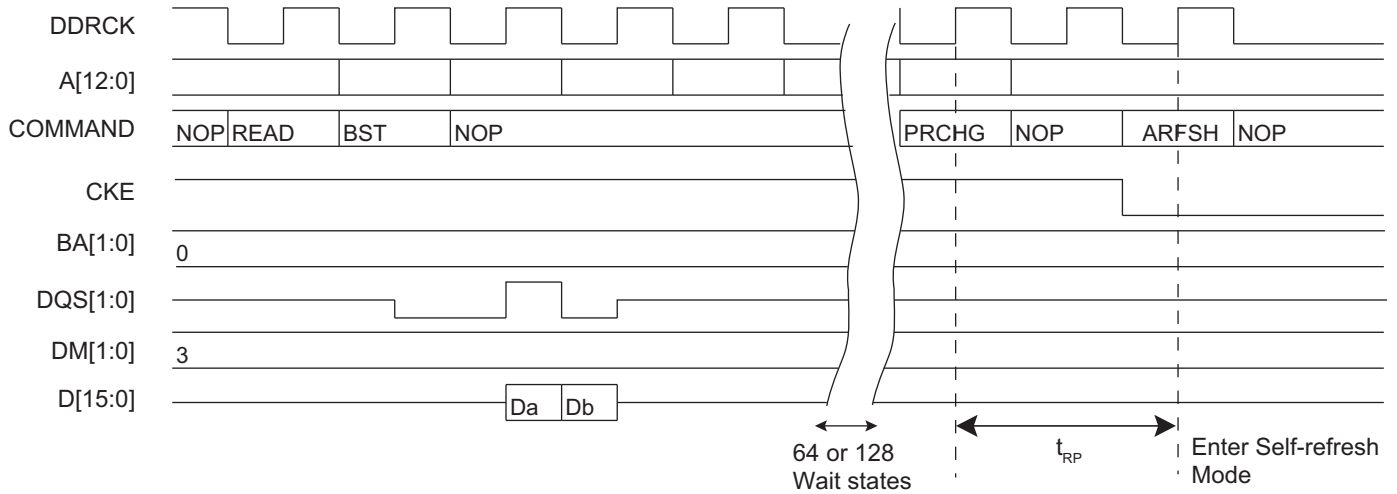 DDRCK
A[12:0]
COMMAND
NOP READ BST NOP PRCHG NOP ARFSH NOP
CKE
BA[1:0]
0
DQS[1:0]
DM[1:0]
3
D[15:0]
Da Db
64 or 128
Wait states
tRP
Enter Self-refresh
Mode